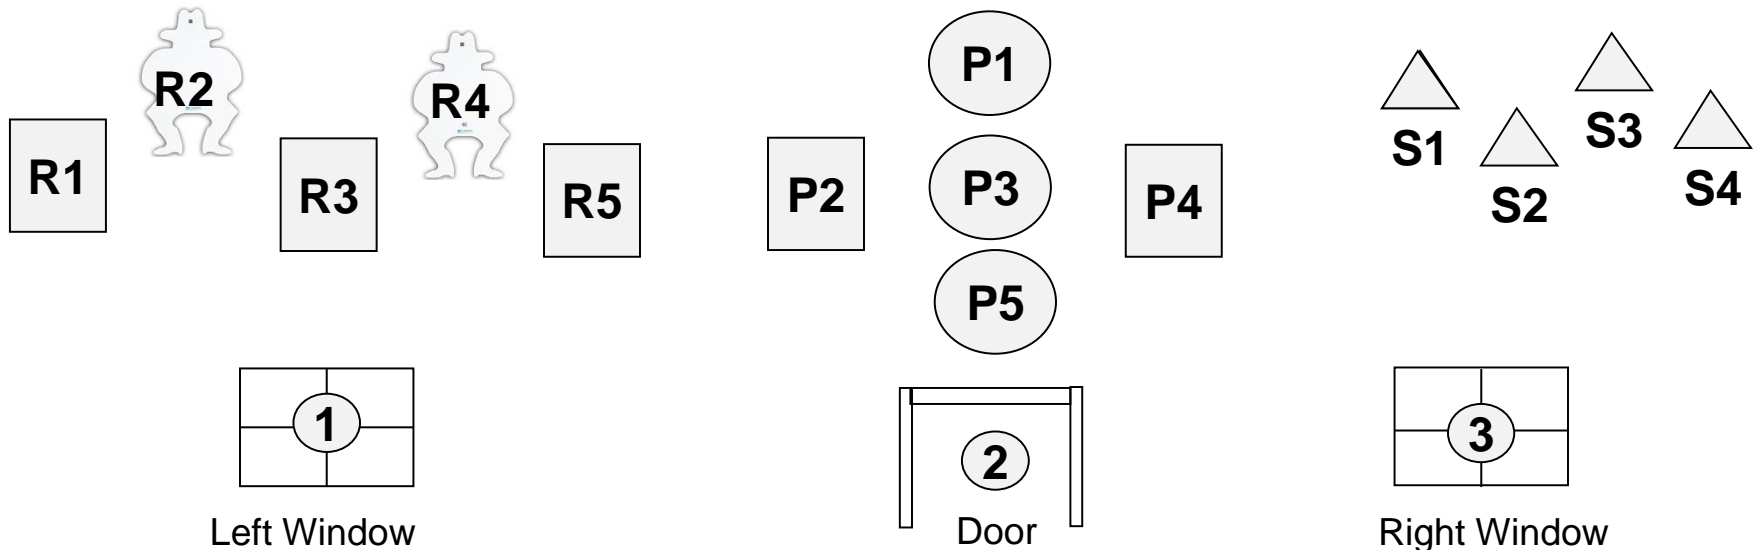 R2
R4
P1
R1
R3
R5
P2
P3
P4
P5
S1
S2
S3
S4
1
2
3
Left Window
Door
Right Window